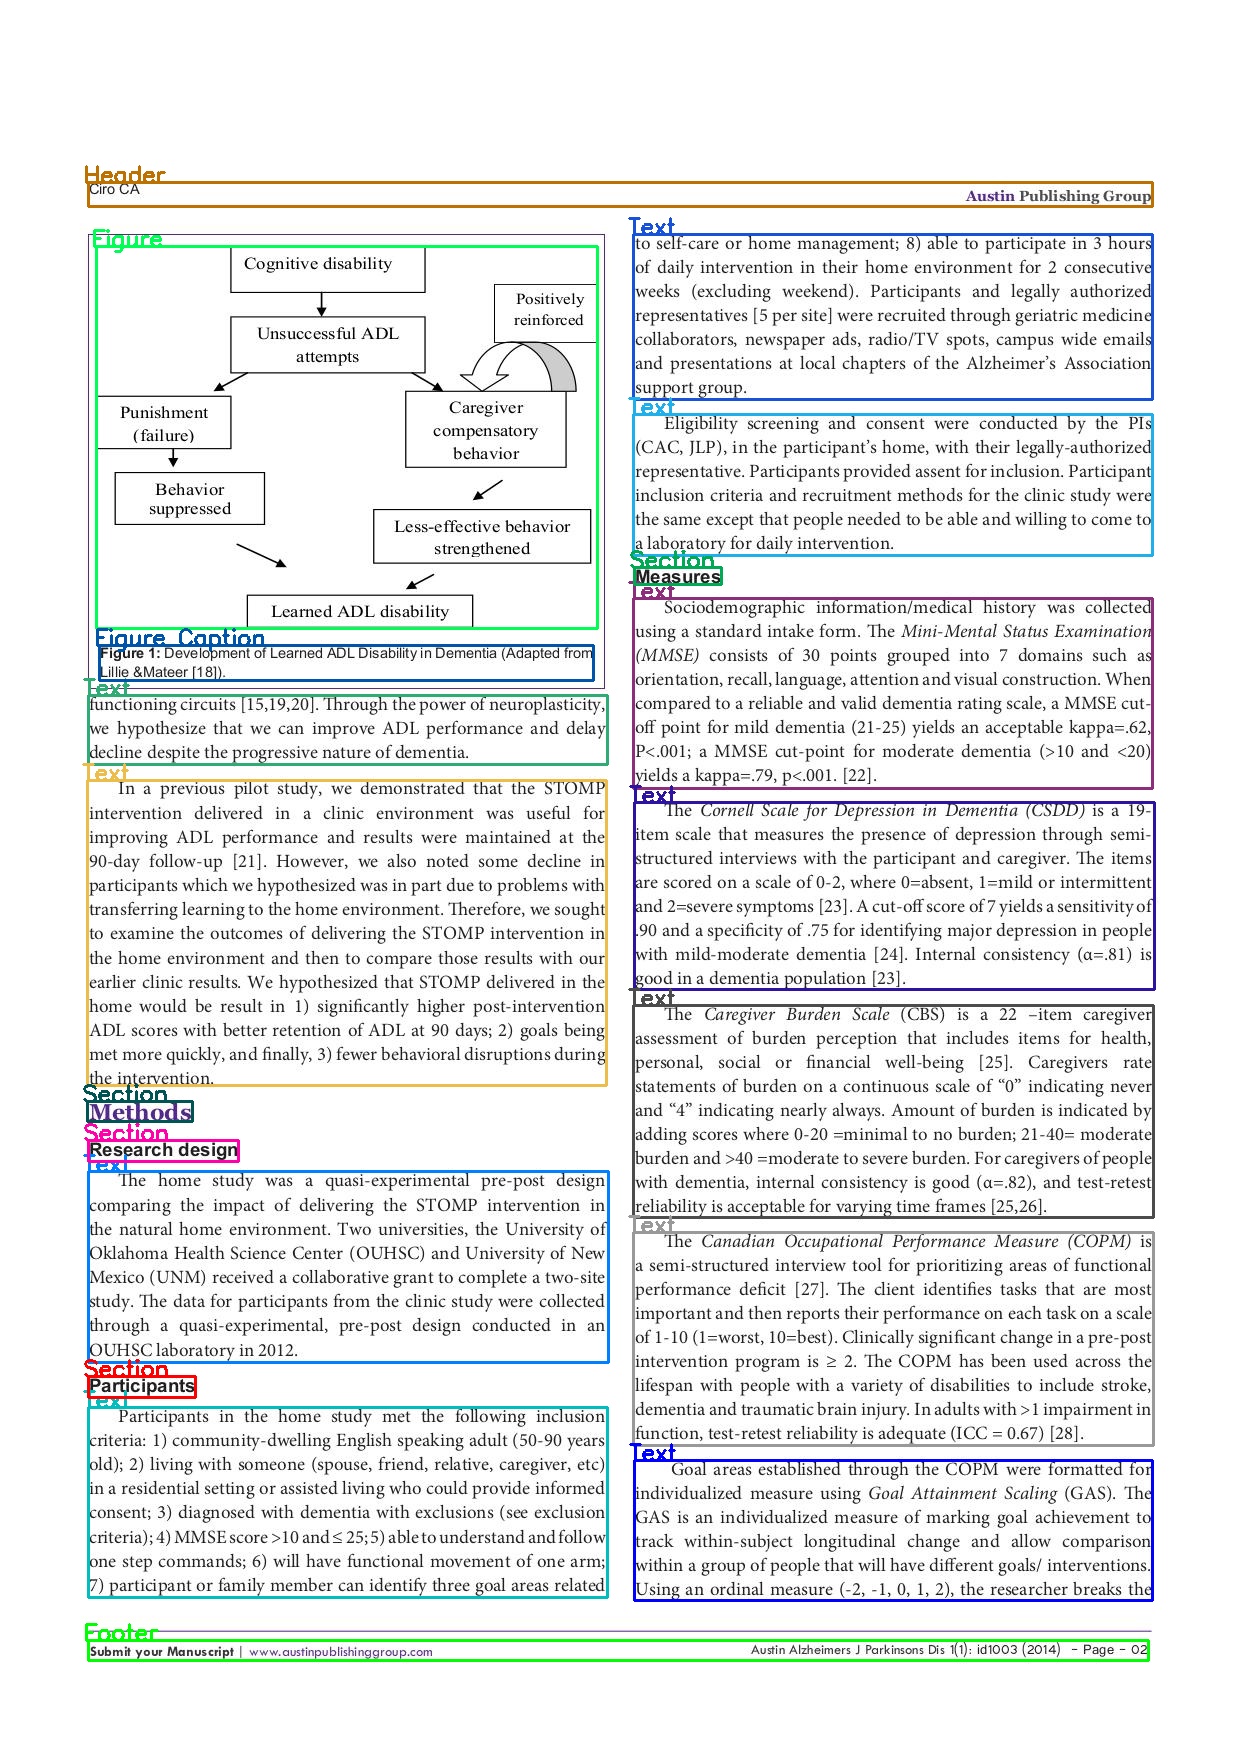 Header
Ciro CA
Austin Publishing Group
Figure
Cognitive disability
Positively
reinforced
Unsuccessful ADL
attempts
Punishment
(failure)
Caregiver
compensatory
behavior
Behavior
suppressed
Less-effective behavior
strengthened
Learned ADL disability
Figure Caption
Figure 1: Development of Learned ADL Disability in Dementia (Adapted from
Lillie &Mateer [18]).
Text
functioning circuits [15,19,20]. Through the power of neuroplasticity,
we hypothesize that we can improve ADL performance and delay
decline despite the progressive nature of dementia.
Text
In a previous pilot study, we demonstrated that the STOMP
intervention delivered in a clinic environment was useful for
improving ADL performance and results were maintained at the
90-day follow-up [21]. However, we also noted some decline in
participants which we hypothesized was in part due to problems with
transferring learning to the home environment. Therefore, we sought
to examine the outcomes of delivering the STOMP intervention in
the home environment and then to compare those results with our
earlier clinic results. We hypothesized that STOMP delivered in the
home would be result in 1) significantly higher post-intervention
ADL scores with better retention of ADL at 90 days; 2) goals being
met more quickly, and finally, 3) fewer behavioral disruptions during
the intervention.
Section
Methods
Section
Research design
Text
The home study was a quasi-experimental pre-post design
comparing the impact of delivering the STOMP intervention in
the natural home environment. Two universities, the University of
Oklahoma Health Science Center (OUHSC) and University of New
Mexico (UNM) received a collaborative grant to complete a two-site
study. The data for participants from the clinic study were collected
through a quasi-experimental, pre-post design conducted in an
OUHSC laboratory in 2012.
Section
Participants
Text
Participants in the home study met the following inclusion
criteria: 1) community-dwelling English speaking adult (50-90 years
old); 2) living with someone (spouse, friend, relative, caregiver, etc)
in a residential setting or assisted living who could provide informed
consent; 3) diagnosed with dementia with exclusions (see exclusion
criteria); 4) MMSE score >10 and ≤ 25; 5) able to understand and follow
one step commands; 6) will have functional movement of one arm;
7) participant or family member can identify three goal areas related
Text
to self-care or home management; 8) able to participate in 3 hours
of daily intervention in their home environment for 2 consecutive
weeks (excluding weekend). Participants and legally authorized
representatives [5 per site] were recruited through geriatric medicine
collaborators, newspaper ads, radio/TV spots, campus wide emails
and presentations at local chapters of the Alzheimer's Association
support group.
Text
Eligibility screening and consent were conducted by the PIs
(CAC, JLP), in the participant's home, with their legally-authorized
representative. Participants provided assent for inclusion. Participant
inclusion criteria and recruitment methods for the clinic study were
the same except that people needed to be able and willing to come to
a laboratory for daily intervention.
Section
Measures
Text
Sociodemographic information/medical history was collected
using a standard intake form. The Mini-Mental Status Examination
(MMSE) consists of 30 points grouped into 7 domains such as
orientation, recall, language, attention and visual construction. When
compared to a reliable and valid dementia rating scale, a MMSE cut-
off point for mild dementia (21-25) yields an acceptable kappa=.62,
P<.001; a MMSE cut-point for moderate dementia (>10 and <20)
yields a kappa=.79, p<.001. [22].
Text
The Cornell Scale for Depression in Dementia (CSDD) is a 19-
item scale that measures the presence of depression through semi-
structured interviews with the participant and caregiver. The items
are scored on a scale of 0-2, where 0=absent, 1=mild or intermittent
and 2=severe symptoms [23]. A cut-off score of 7 yields a sensitivity of
.90 and a specificity of .75 for identifying major depression in people
with mild-moderate dementia [24]. Internal consistency (α=.81) is
good in a dementia population [23].
Text
The Caregiver Burden Scale (CBS) is a 22 –item caregiver
assessment of burden perception that includes items for health,
personal, social or financial well-being [25]. Caregivers rate
statements of burden on a continuous scale of “0” indicating never
and “4” indicating nearly always. Amount of burden is indicated by
adding scores where 0-20 =minimal to no burden; 21-40= moderate
burden and >40 =moderate to severe burden. For caregivers of people
with dementia, internal consistency is good (α=.82), and test-retest
reliability is acceptable for varying time frames [25,26].
Text
The Canadian Occupational Performance Measure (COPM) is
a semi-structured interview tool for prioritizing areas of functional
performance deficit [27]. The client identifies tasks that are most
important and then reports their performance on each task on a scale
of 1-10 (1=worst, 10=best). Clinically significant change in a pre-post
intervention program is ≥ 2. The COPM has been used across the
lifespan with people with a variety of disabilities to include stroke,
dementia and traumatic brain injury. In adults with >1 impairment in
function, test-retest reliability is adequate (ICC = 0.67) [28].
Text
Goal areas established through the COPM were formatted for
individualized measure using Goal Attainment Scaling (GAS). The
GAS is an individualized measure of marking goal achievement to
track within-subject longitudinal change and allow comparison
within a group of people that will have different goals/ interventions.
Using an ordinal measure (-2, -1, 0, 1, 2), the researcher breaks the
Footer
Submit your Manuscript | www.austinpublishinggroup.com
Austin Alzheimers J Parkinsons Dis 1(1): id1003 (2014) - Page - 02